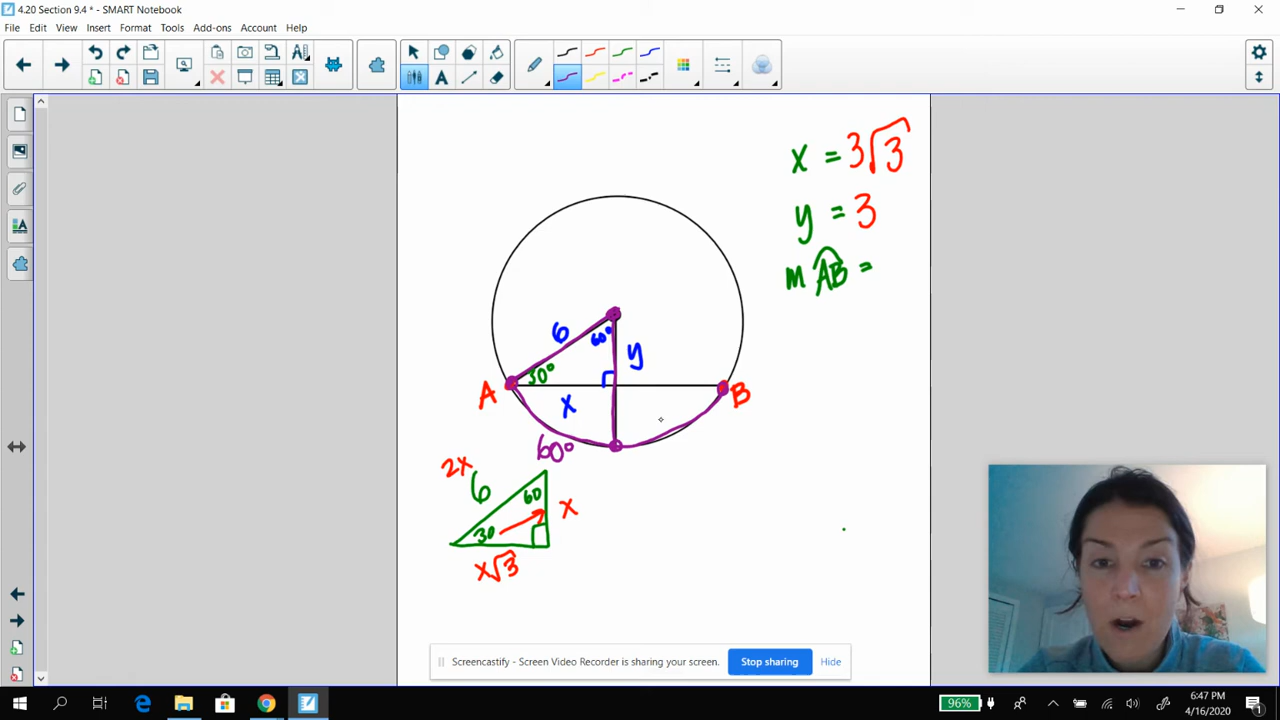 4.20 Section 9.4 * - SMART Notebook
File Edit View Insert Format Tools Add-ons Account Help
x = 3√3
y = 3
m AB =
6
60°
y
30°
A
B
x
60°
2x
6
60
x
30
x√3
Screencastify - Screen Video Recorder is sharing your screen.
Stop sharing
Hide
96%
6:47 PM
4/16/2020
1